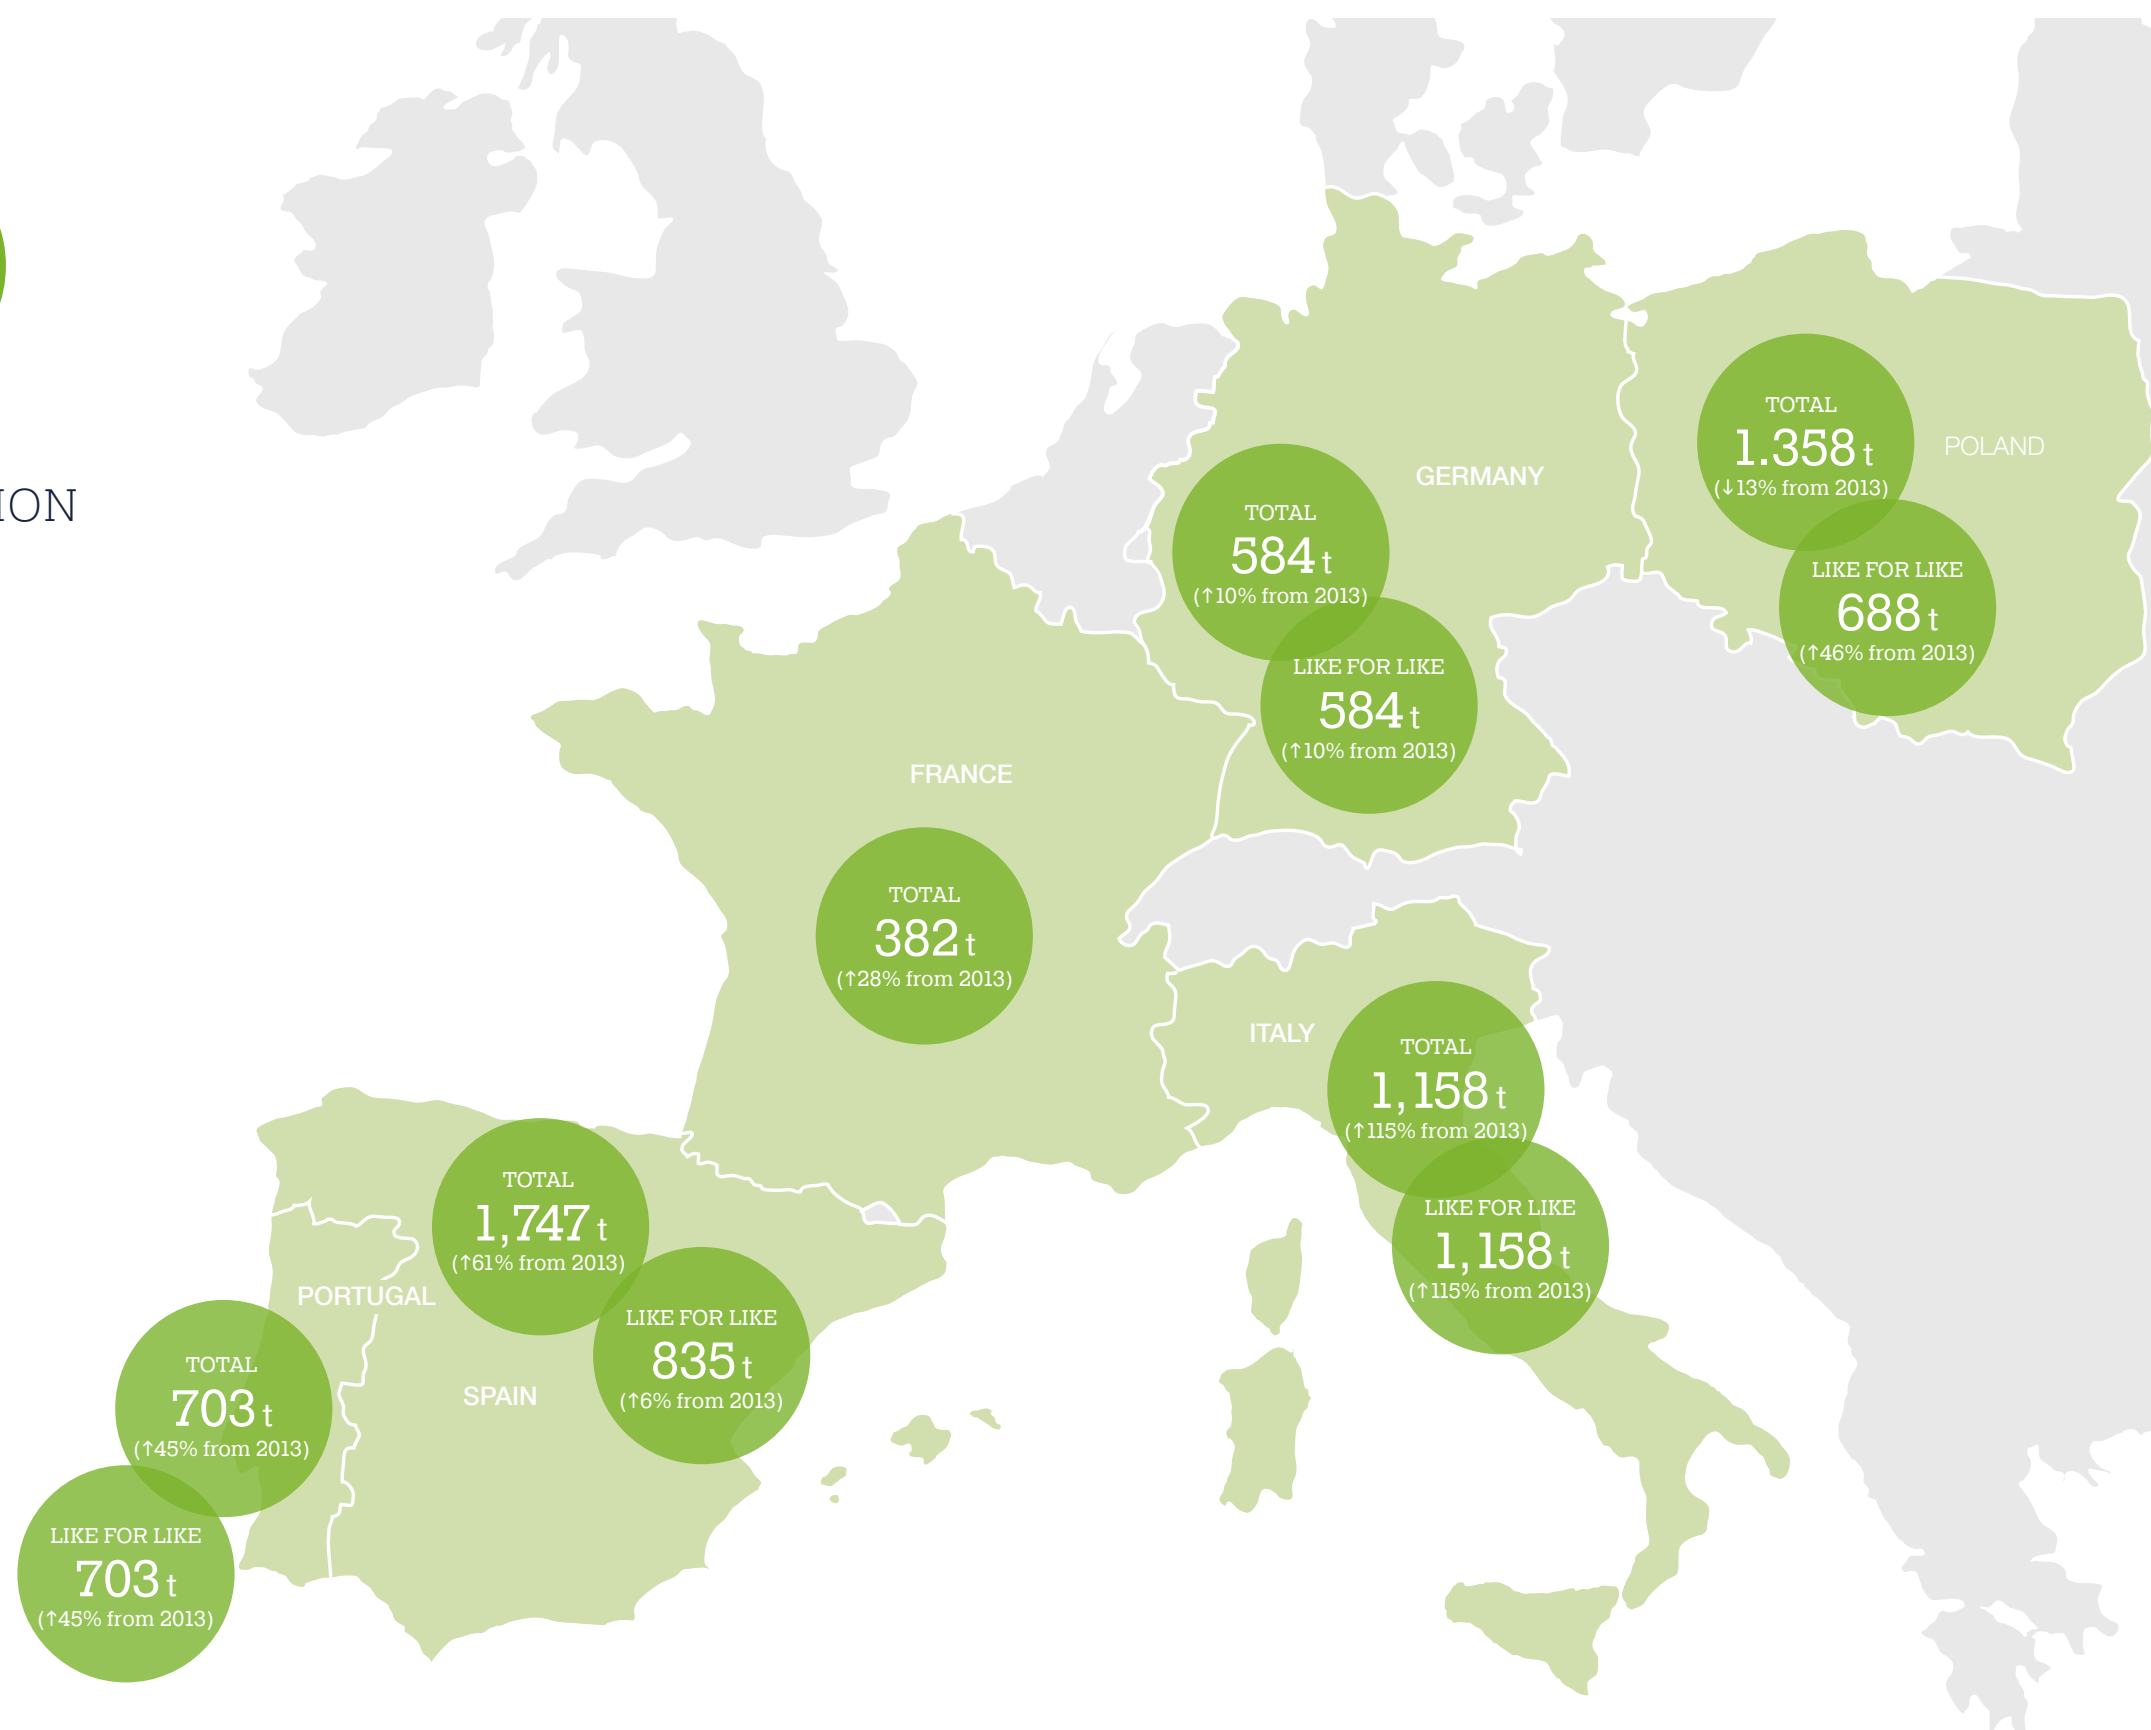 ION
TOTAL
1.358 t
(↓13% from 2013)
POLAND
LIKE FOR LIKE
688 t
(↑46% from 2013)
GERMANY
TOTAL
584 t
(↑10% from 2013)
LIKE FOR LIKE
584 t
(↑10% from 2013)
FRANCE
TOTAL
382 t
(↑28% from 2013)
ITALY
TOTAL
1,158 t
(↑115% from 2013)
LIKE FOR LIKE
1,158 t
(↑115% from 2013)
TOTAL
1,747 t
(↑61% from 2013)
LIKE FOR LIKE
835 t
(↑6% from 2013)
SPAIN
PORTUGAL
TOTAL
703 t
(↑45% from 2013)
LIKE FOR LIKE
703 t
(↑45% from 2013)